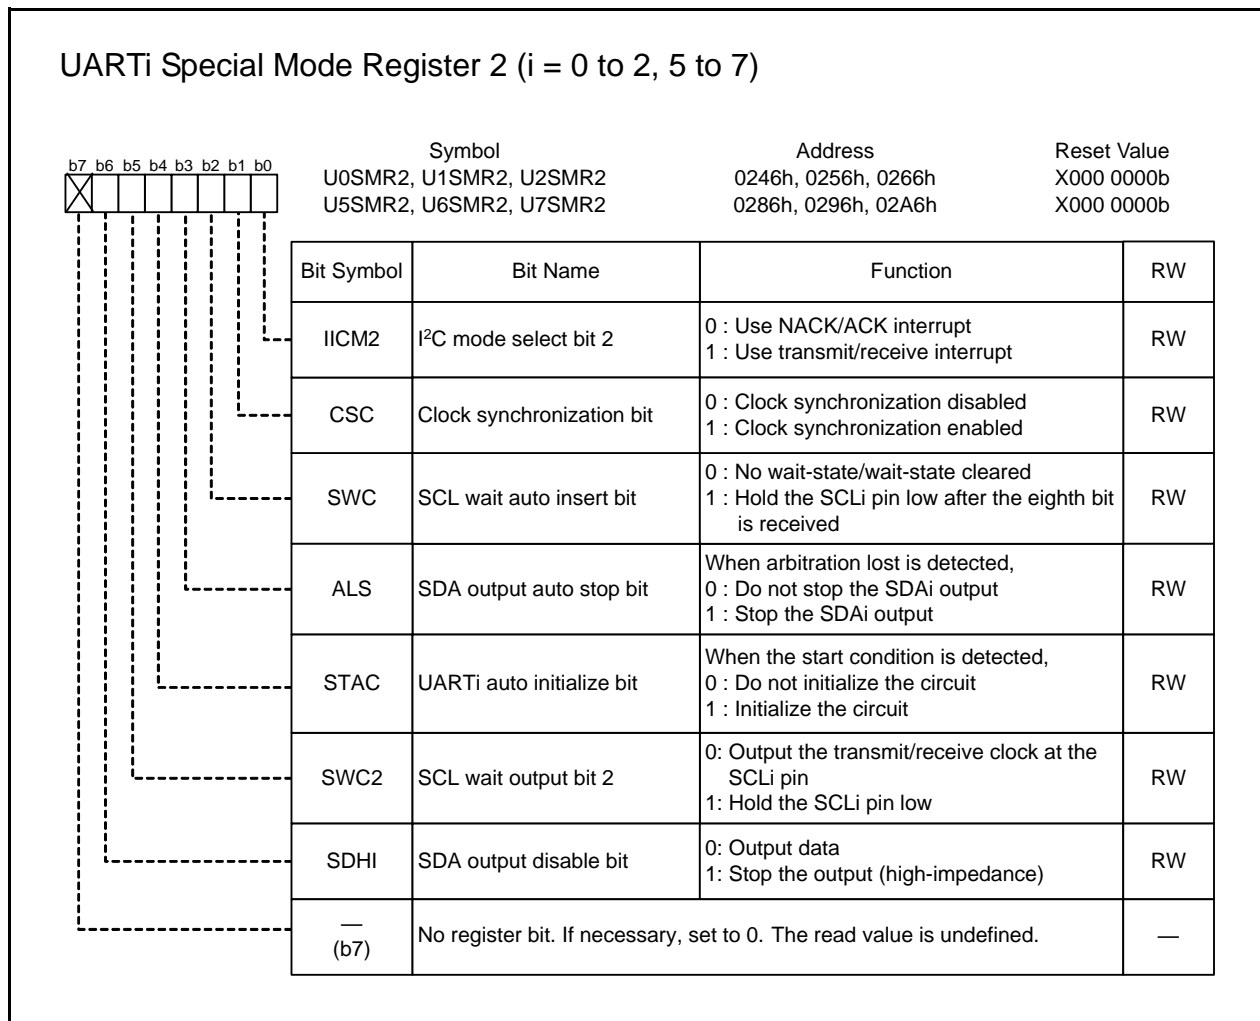 UARTi Special Mode Register 2 (i = 0 to 2, 5 to 7)
b7 b6 b5 b4 b3 b2 b1 b0
Symbol Address Reset Value
U0SMR2, U1SMR2, U2SMR2 0246h, 0256h, 0266h X000 0000b
U5SMR2, U6SMR2, U7SMR2 0286h, 0296h, 02A6h X000 0000b
Bit Symbol Bit Name Function RW
IICM2 I²C mode select bit 2 0 : Use NACK/ACK interrupt
1 : Use transmit/receive interrupt RW
CSC Clock synchronization bit 0 : Clock synchronization disabled
1 : Clock synchronization enabled RW
SWC SCL wait auto insert bit 0 : No wait-state/wait-state cleared
1 : Hold the SCLi pin low after the eighth bit
is received RW
ALS SDA output auto stop bit When arbitration lost is detected,
0 : Do not stop the SDAi output
1 : Stop the SDAi output RW
STAC UARTi auto initialize bit When the start condition is detected,
0 : Do not initialize the circuit
1 : Initialize the circuit RW
SWC2 SCL wait output bit 2 0: Output the transmit/receive clock at the
SCLi pin
1: Hold the SCLi pin low RW
SDHI SDA output disable bit 0: Output data
1: Stop the output (high-impedance) RW
—
(b7) No register bit. If necessary, set to 0. The read value is undefined. —